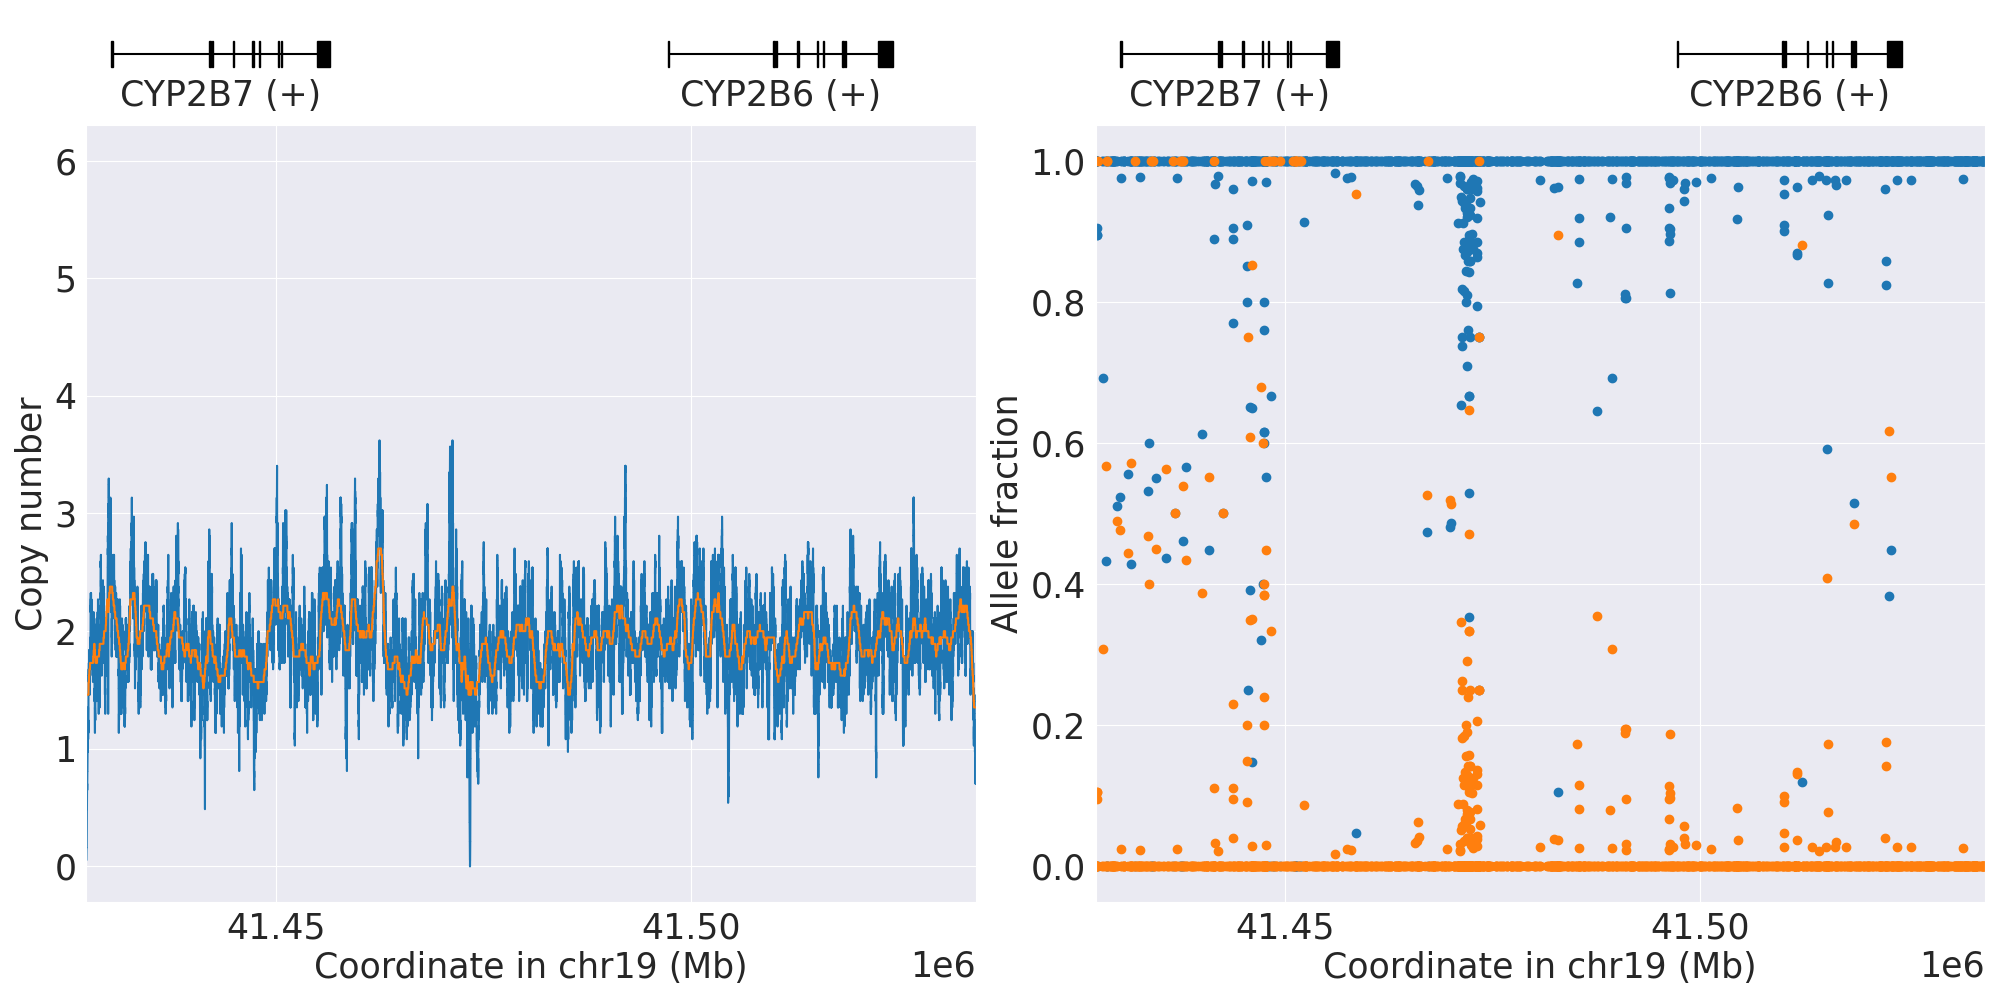 CYP2B7 (+)
CYP2B6 (+)
6
5
4
3
2
1
0
Copy number
41.45
41.50
Coordinate in chr19 (Mb)
1e6
CYP2B7 (+)
CYP2B6 (+)
1.0
0.8
0.6
0.4
0.2
0.0
Allele fraction
41.45
41.50
Coordinate in chr19 (Mb)
1e6